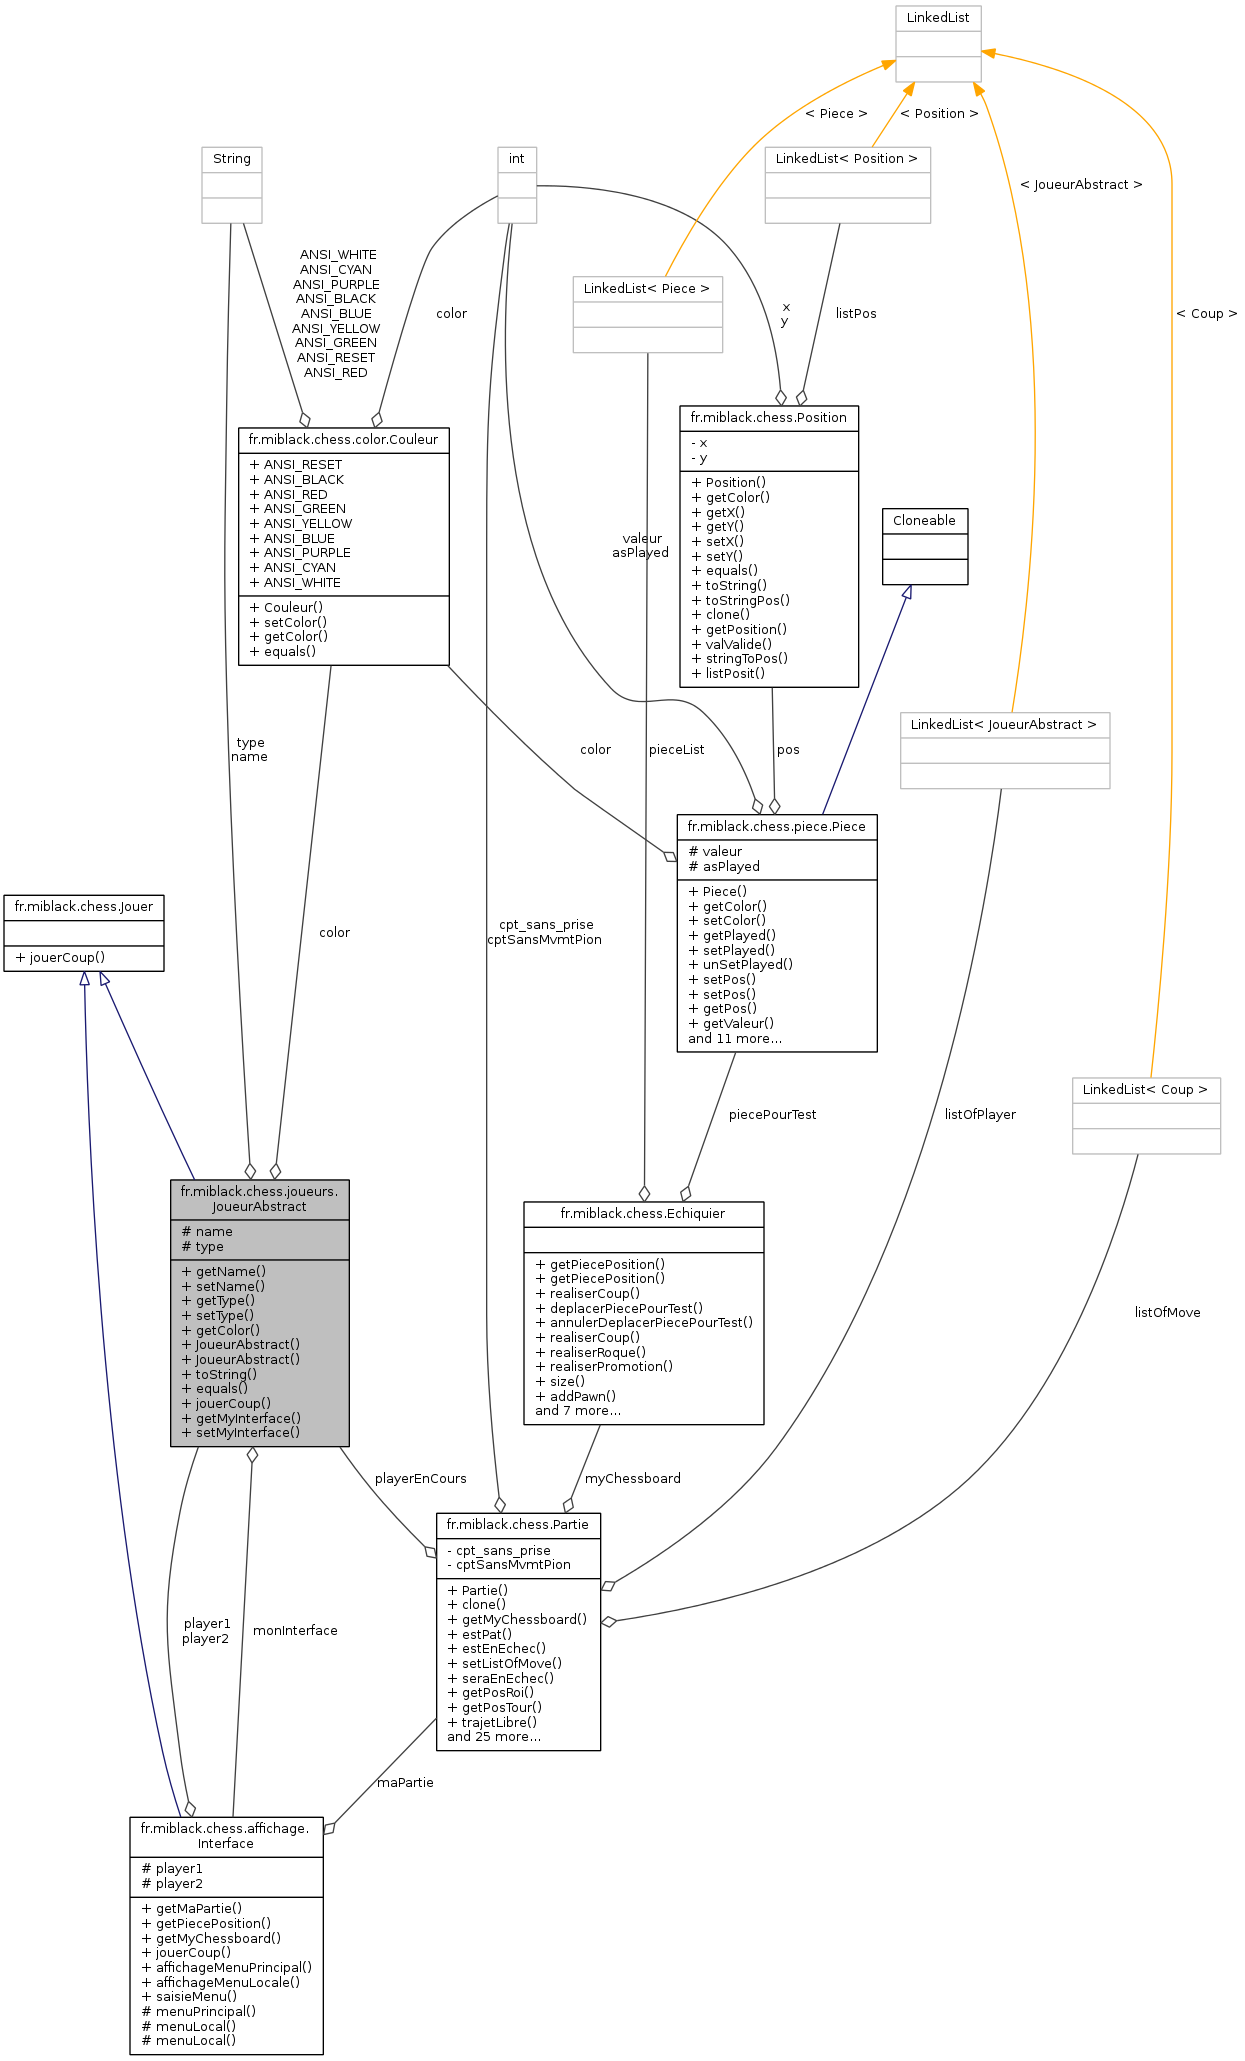 LinkedList
< Piece >
< Position >
String
int
LinkedList< Position >
< JoueurAbstract >
ANSI_WHITE
ANSI_CYAN
ANSI_PURPLE
ANSI_BLACK
ANSI_BLUE
ANSI_YELLOW
ANSI_GREEN
ANSI_RESET
ANSI_RED
color
LinkedList< Piece >
x
y
listPos
< Coup >
fr.miblack.chess.color.Couleur
+ ANSI_RESET
+ ANSI_BLACK
+ ANSI_RED
+ ANSI_GREEN
+ ANSI_YELLOW
+ ANSI_BLUE
+ ANSI_PURPLE
+ ANSI_CYAN
+ ANSI_WHITE
+ Couleur()
+ setColor()
+ getColor()
+ equals()
valeur
asPlayed
fr.miblack.chess.Position
- x
- y
+ Position()
+ getColor()
+ getX()
+ getY()
+ setX()
+ setY()
+ equals()
+ toString()
+ toStringPos()
+ clone()
+ getPosition()
+ valValide()
+ stringToPos()
+ listPosit()
Cloneable
type
name
color
pieceList
pos
LinkedList< JoueurAbstract >
fr.miblack.chess.piece.Piece
# valeur
# asPlayed
+ Piece()
+ getColor()
+ setColor()
+ getPlayed()
+ setPlayed()
+ unSetPlayed()
+ setPos()
+ setPos()
+ getPos()
+ getValeur()
and 11 more...
fr.miblack.chess.Jouer
+ jouerCoup()
color
cpt_sans_prise
cptSansMvmtPion
piecePourTest
listOfPlayer
LinkedList< Coup >
fr.miblack.chess.joueurs.
JoueurAbstract
# name
# type
+ getName()
+ setName()
+ getType()
+ setType()
+ getColor()
+ JoueurAbstract()
+ JoueurAbstract()
+ toString()
+ equals()
+ jouerCoup()
+ getMyInterface()
+ setMyInterface()
fr.miblack.chess.Echiquier
+ getPiecePosition()
+ getPiecePosition()
+ realiserCoup()
+ deplacerPiecePourTest()
+ annulerDeplacerPiecePourTest()
+ realiserCoup()
+ realiserRoque()
+ realiserPromotion()
+ size()
+ addPawn()
and 7 more...
listOfMove
playerEnCours
myChessboard
fr.miblack.chess.Partie
- cpt_sans_prise
- cptSansMvmtPion
+ Partie()
+ clone()
+ getMyChessboard()
+ estPat()
+ estEnEchec()
+ setListOfMove()
+ seraEnEchec()
+ getPosRoi()
+ getPosTour()
+ trajetLibre()
and 25 more...
player1
player2
monInterface
maPartie
fr.miblack.chess.affichage.
Interface
# player1
# player2
+ getMaPartie()
+ getPiecePosition()
+ getMyChessboard()
+ jouerCoup()
+ affichageMenuPrincipal()
+ affichageMenuLocale()
+ saisieMenu()
# menuPrincipal()
# menuLocal()
# menuLocal()